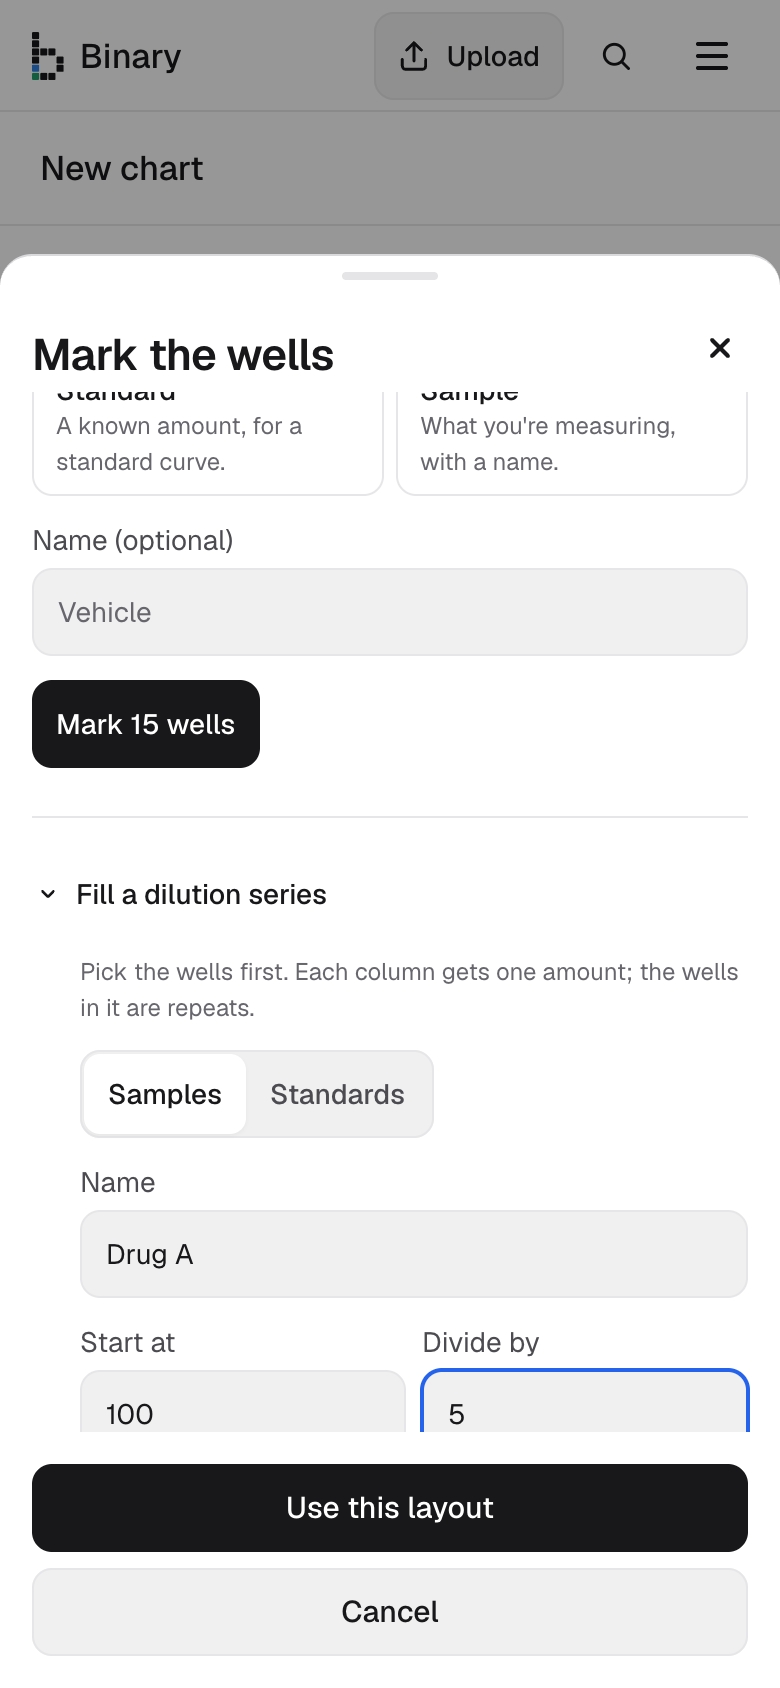 Binary
Upload
New chart
Mark the wells
Standard
Sample
A known amount, for a
standard curve.
What you're measuring,
with a name.
Name (optional)
Vehicle
Mark 15 wells
Fill a dilution series
Pick the wells first. Each column gets one amount; the wells
in it are repeats.
Samples
Standards
Name
Drug A
Start at
Divide by
100
5
Use this layout
Cancel